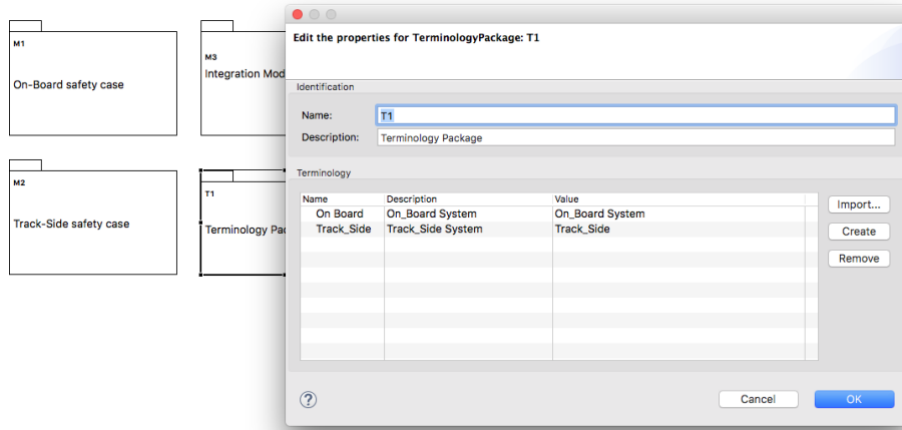 M1
On-Board safety case
M3
Integration Mod
M2
Track-Side safety case
T1
Terminology Pac
Edit the properties for TerminologyPackage: T1
Identification
Name: T1
Description: Terminology Package
Terminology
Name Description Value
On Board On_Board System On_Board System
Track_Side Track_Side System Track_Side
Import...
Create
Remove
?
Cancel OK